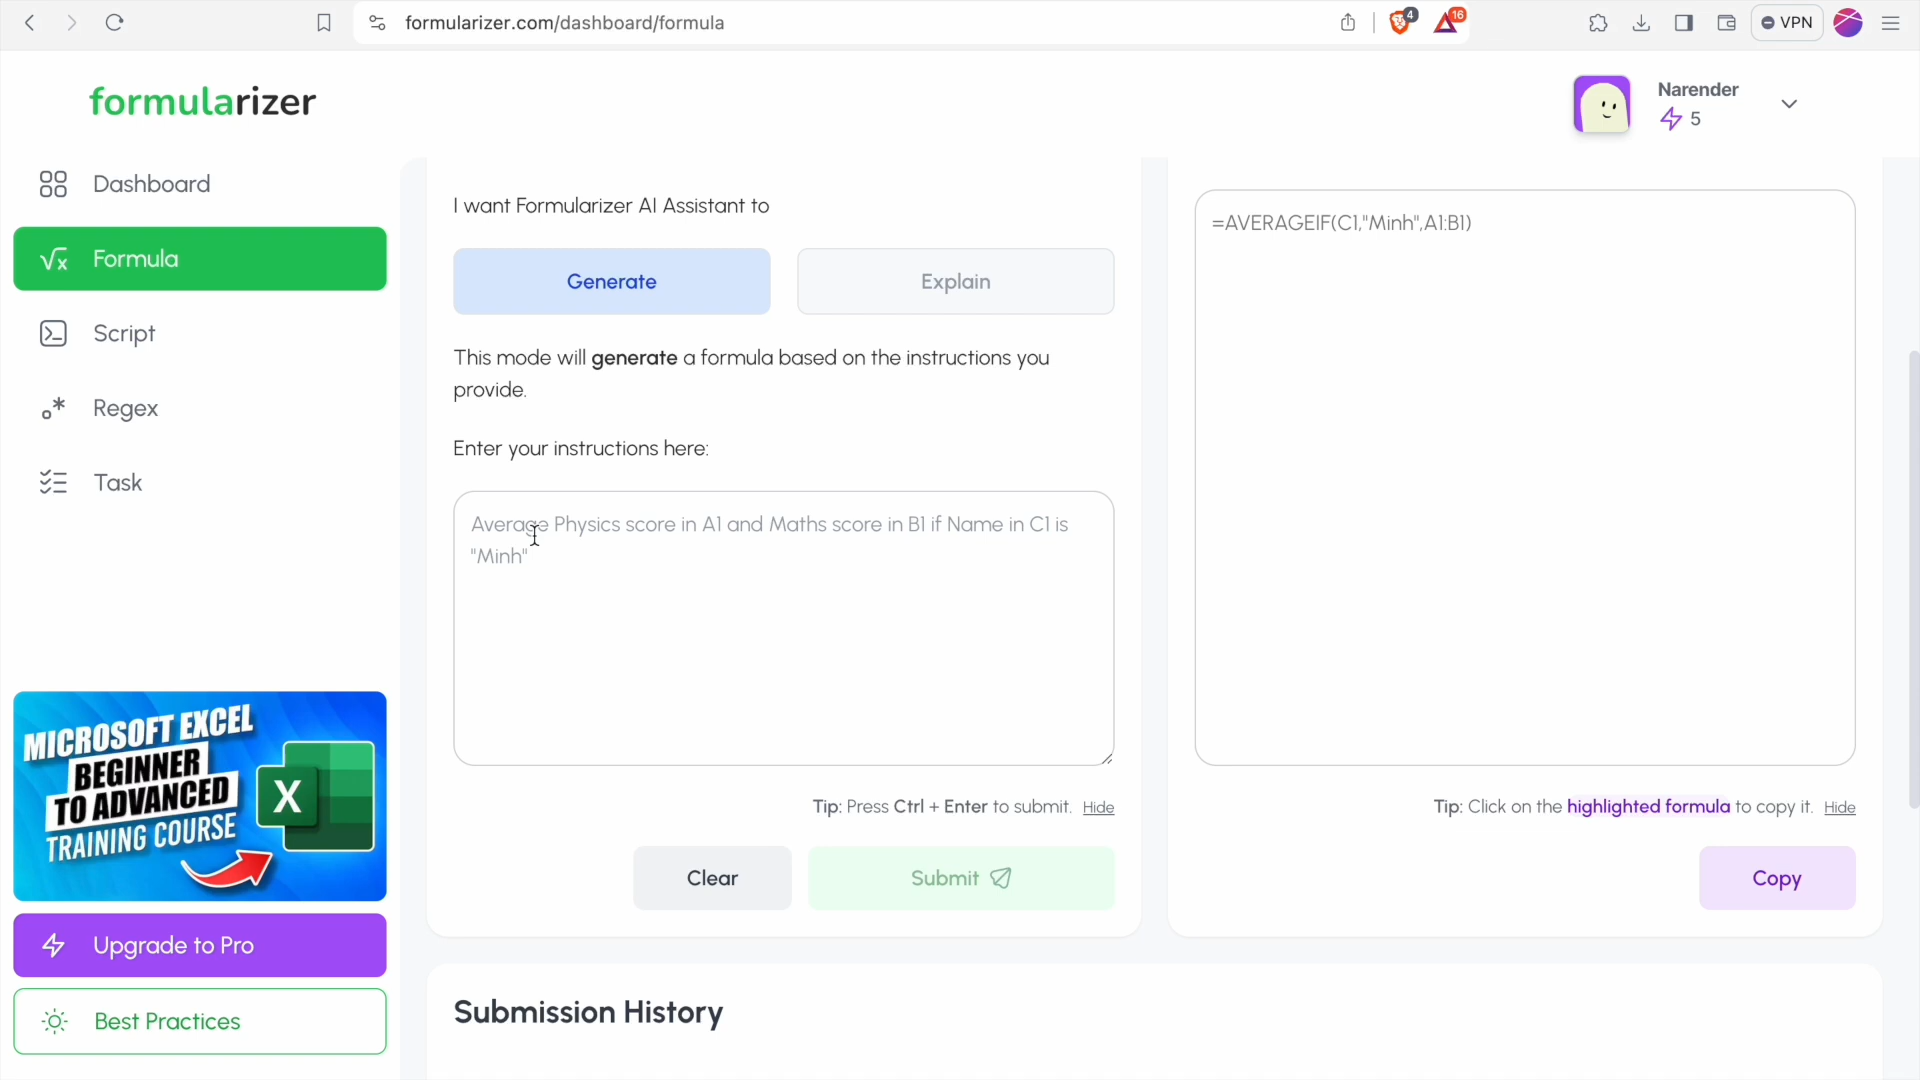 formularizer.com/dashboard/formula
4
16
VPN
formularizer
Narender
5
Dashboard
Formula
Script
Regex
Task
MICROSOFT EXCEL
BEGINNER
TO ADVANCED
TRAINING COURSE
X
Upgrade to Pro
Best Practices
I want Formularizer AI Assistant to
Generate
Explain
This mode will generate a formula based on the instructions you
provide.
Enter your instructions here:
Average Physics score in A1 and Maths score in B1 if Name in C1 is
"Minh"
Tip: Press Ctrl + Enter to submit. Hide
Clear
Submit
=AVERAGEIF(C1,"Minh",A1:B1)
Tip: Click on the highlighted formula to copy it. Hide
Copy
Submission History